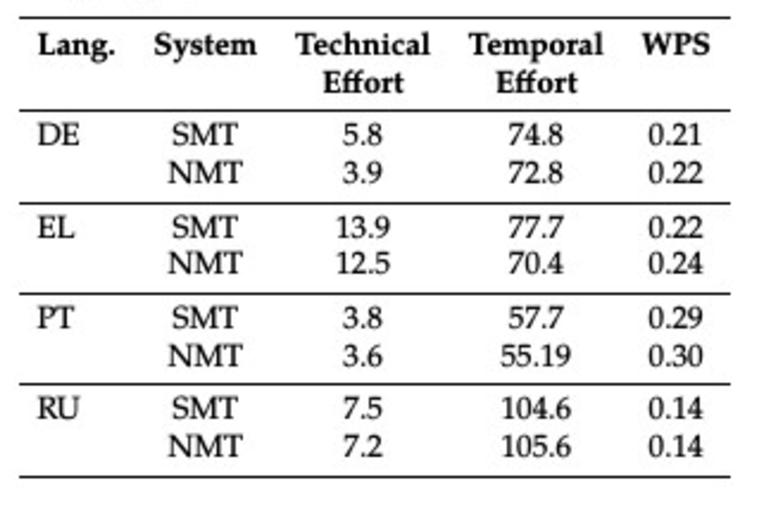 Lang. System Technical Effort Temporal Effort WPS
DE SMT 5.8 74.8 0.21
NMT 3.9 72.8 0.22
EL SMT 13.9 77.7 0.22
NMT 12.5 70.4 0.24
PT SMT 3.8 57.7 0.29
NMT 3.6 55.19 0.30
RU SMT 7.5 104.6 0.14
NMT 7.2 105.6 0.14